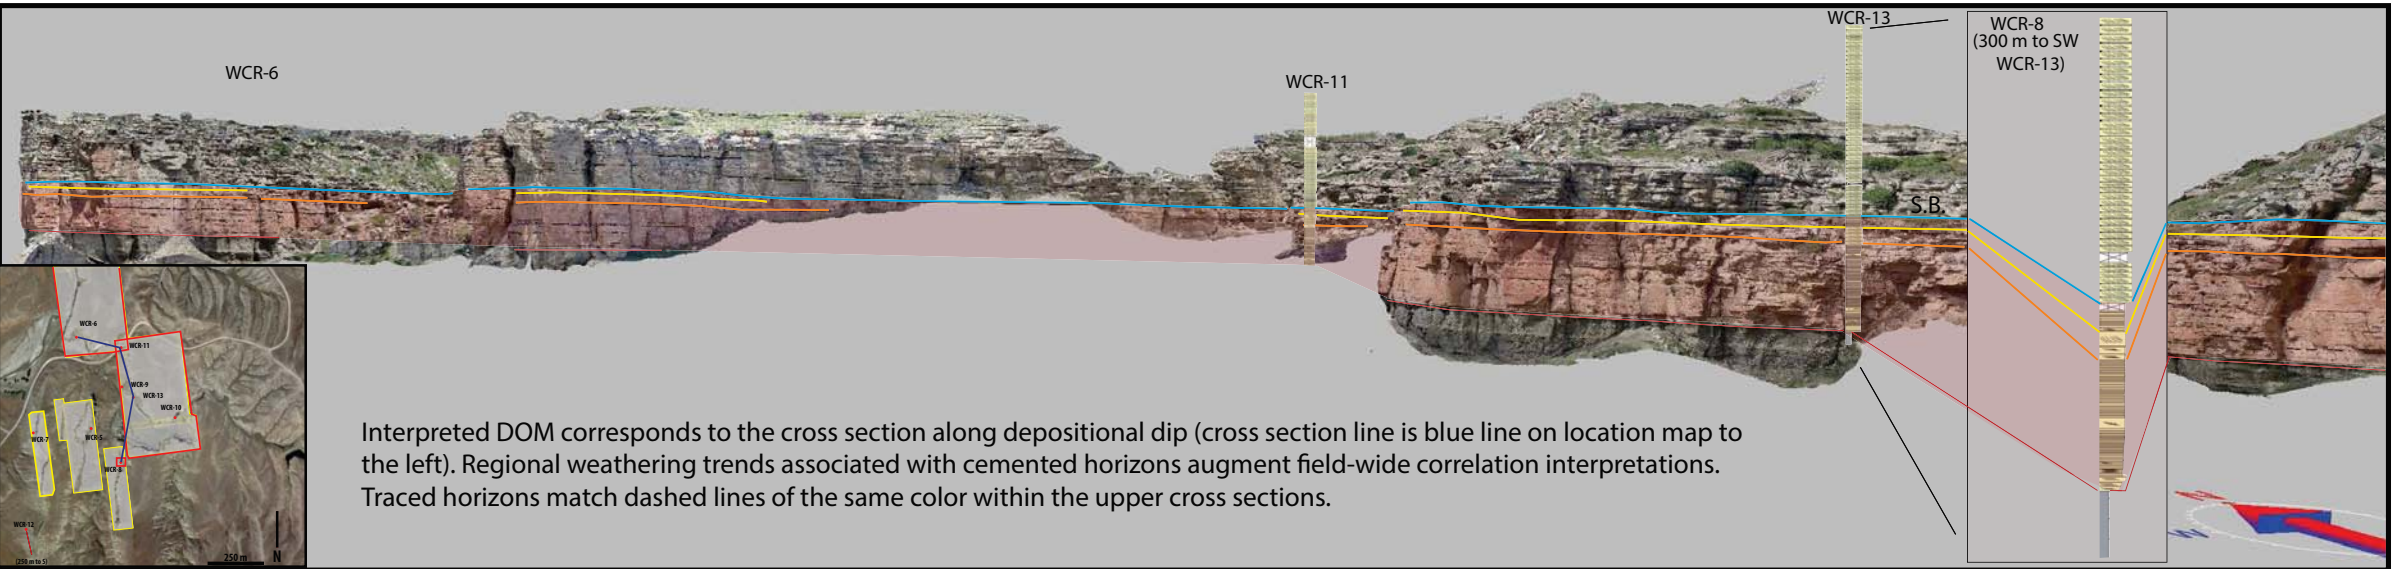 WCR-6
WCR-11
WCR-13
WCR-8
(300 m to SW
WCR-13)
S.B.
WCR-6
WCR-11
WCR-9
WCR-13
WCR-10
WCR-7
WCR-5
WCR-8
WCR-12
(250 m to S)
250 m
N
Interpreted DOM corresponds to the cross section along depositional dip (cross section line is blue line on location map to
the left). Regional weathering trends associated with cemented horizons augment field-wide correlation interpretations.
Traced horizons match dashed lines of the same color within the upper cross sections.
N
W